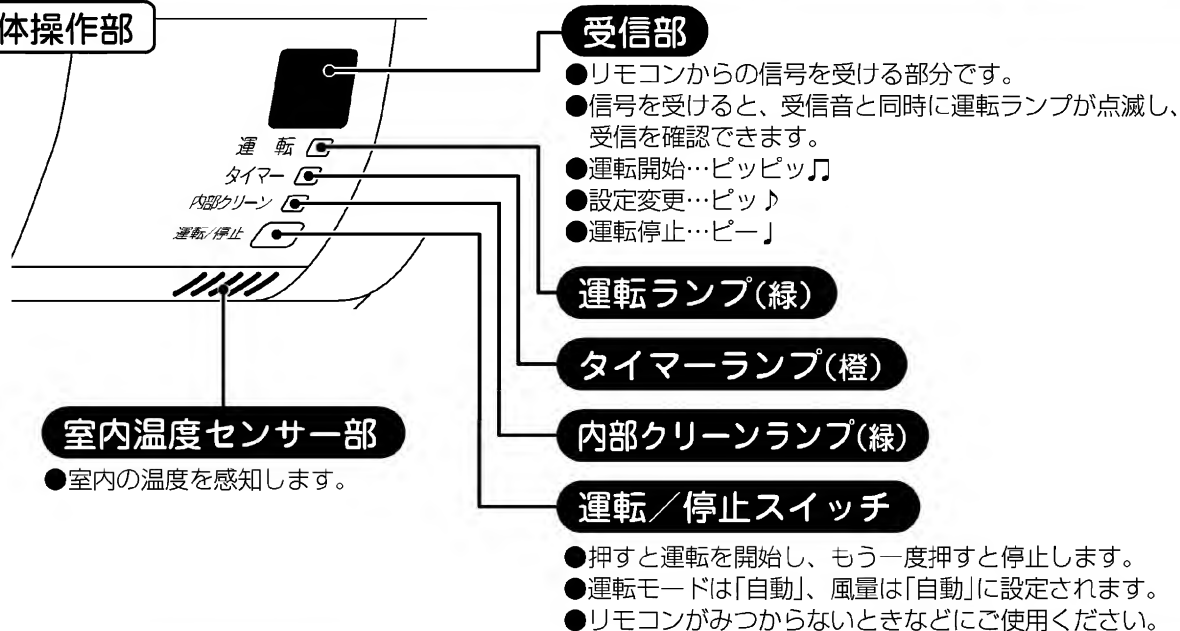 体操作部
受信部
●リモコンからの信号を受ける部分です。
●信号を受けると、受信音と同時に運転ランプが点滅し、
受信を確認できます。
●運転開始…ピッピッ♫
●設定変更…ピッ♪
●運転停止…ピー♩
運 転
タイマー
内部クリーン
運転/停止
運転ランプ(緑)
タイマーランプ(橙)
内部クリーンランプ(緑)
室内温度センサー部
●室内の温度を感知します。
運転／停止スイッチ
●押すと運転を開始し、もう一度押すと停止します。
●運転モードは「自動」、風量は「自動」に設定されます。
●リモコンがみつからないときなどにご使用ください。